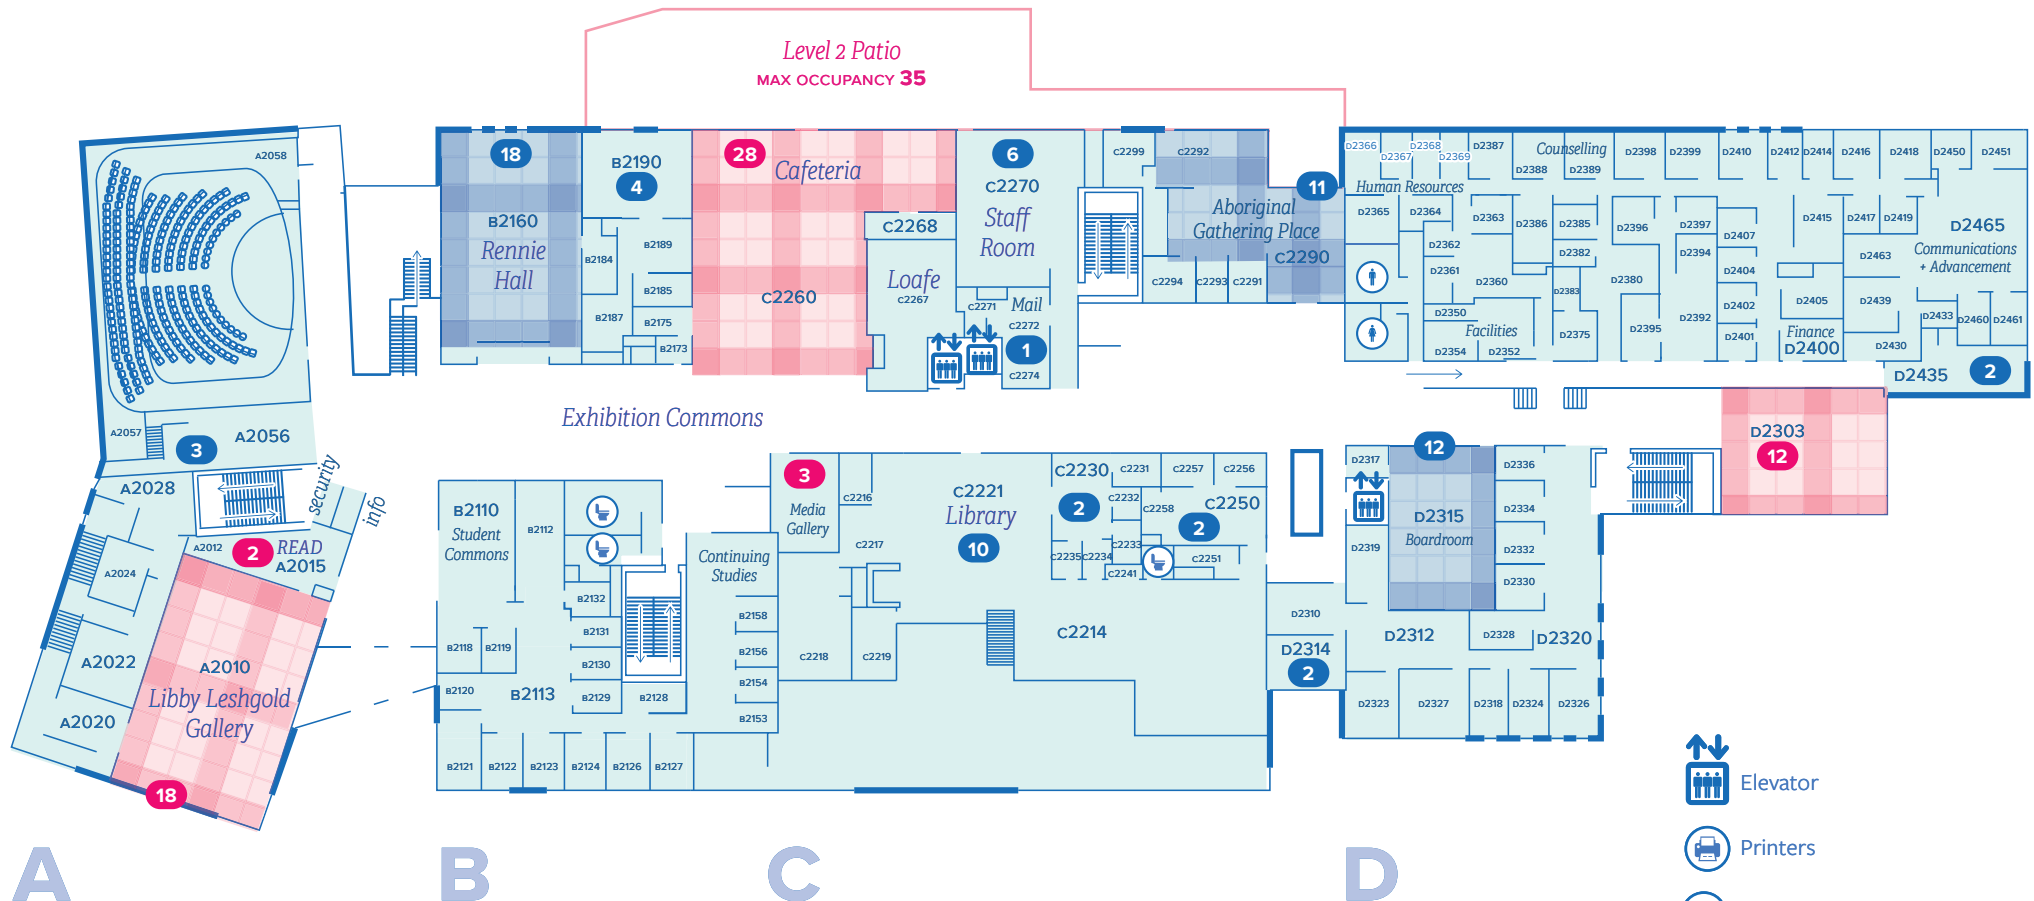 Level 2 Patio
MAX OCCUPANCY 35
A2058
A2057
3
A2056
A2028
security
info
A2012
2
READ
A2015
A2024
A2022
A2020
A2010
Libby Leshgold
Gallery
18
18
B2160
Rennie
Hall
B2190
4
B2189
B2184
B2185
B2187
B2175
B2173
28
Cafeteria
C2260
C2268
Loafe
C2267
6
C2270
Staff
Room
Mail
C2271
C2272
1
C2274
C2299
C2292
11
Aboriginal
Gathering Place
C2290
C2294
C2293
C2291
Exhibition Commons
B2110
Student
Commons
B2112
B2132
B2131
B2130
B2129
B2128
B2118
B2119
B2120
B2113
B2121
B2122
B2123
B2124
B2126
B2127
Continuing
Studies
B2158
B2156
B2154
B2153
3
Media
Gallery
C2216
C2217
C2218
C2219
C2221
Library
10
C2214
C2230
2
C2231
C2257
C2256
C2232
C2258
C2250
2
C2233
C2235
C2234
C2241
C2251
D2366
D2367
D2368
D2369
D2387
Counselling
D2388
D2389
D2398
D2399
D2410
D2412
D2414
D2416
D2418
D2450
D2451
Human Resources
D2365
D2364
D2363
D2386
D2385
D2396
D2397
D2407
D2415
D2417
D2419
D2465
Communications
+ Advancement
D2362
D2382
D2394
D2463
D2361
D2360
D2383
D2380
D2404
D2405
D2439
D2350
Facilities
D2354
D2352
D2375
D2395
D2392
D2402
D2401
Finance
D2400
D2430
D2433
D2460
D2461
D2435
2
D2303
12
D2317
12
D2315
Boardroom
D2319
D2336
D2334
D2332
D2330
D2310
D2314
2
D2312
D2328
D2320
D2323
D2327
D2318
D2324
D2326
Elevator
Printers
A
B
C
D